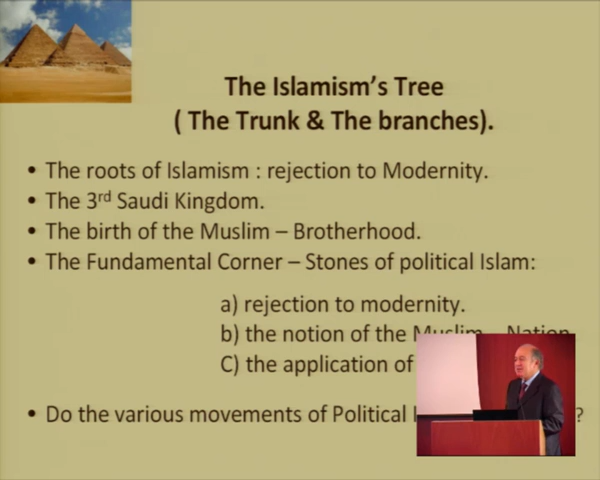 The Islamism's Tree
( The Trunk & The branches).
• The roots of Islamism : rejection to Modernity.
• The 3rd Saudi Kingdom.
• The birth of the Muslim – Brotherhood.
• The Fundamental Corner – Stones of political Islam:
a) rejection to modernity.
b) the notion of the Muslim – Nation
C) the application of
• Do the various movements of Political ?